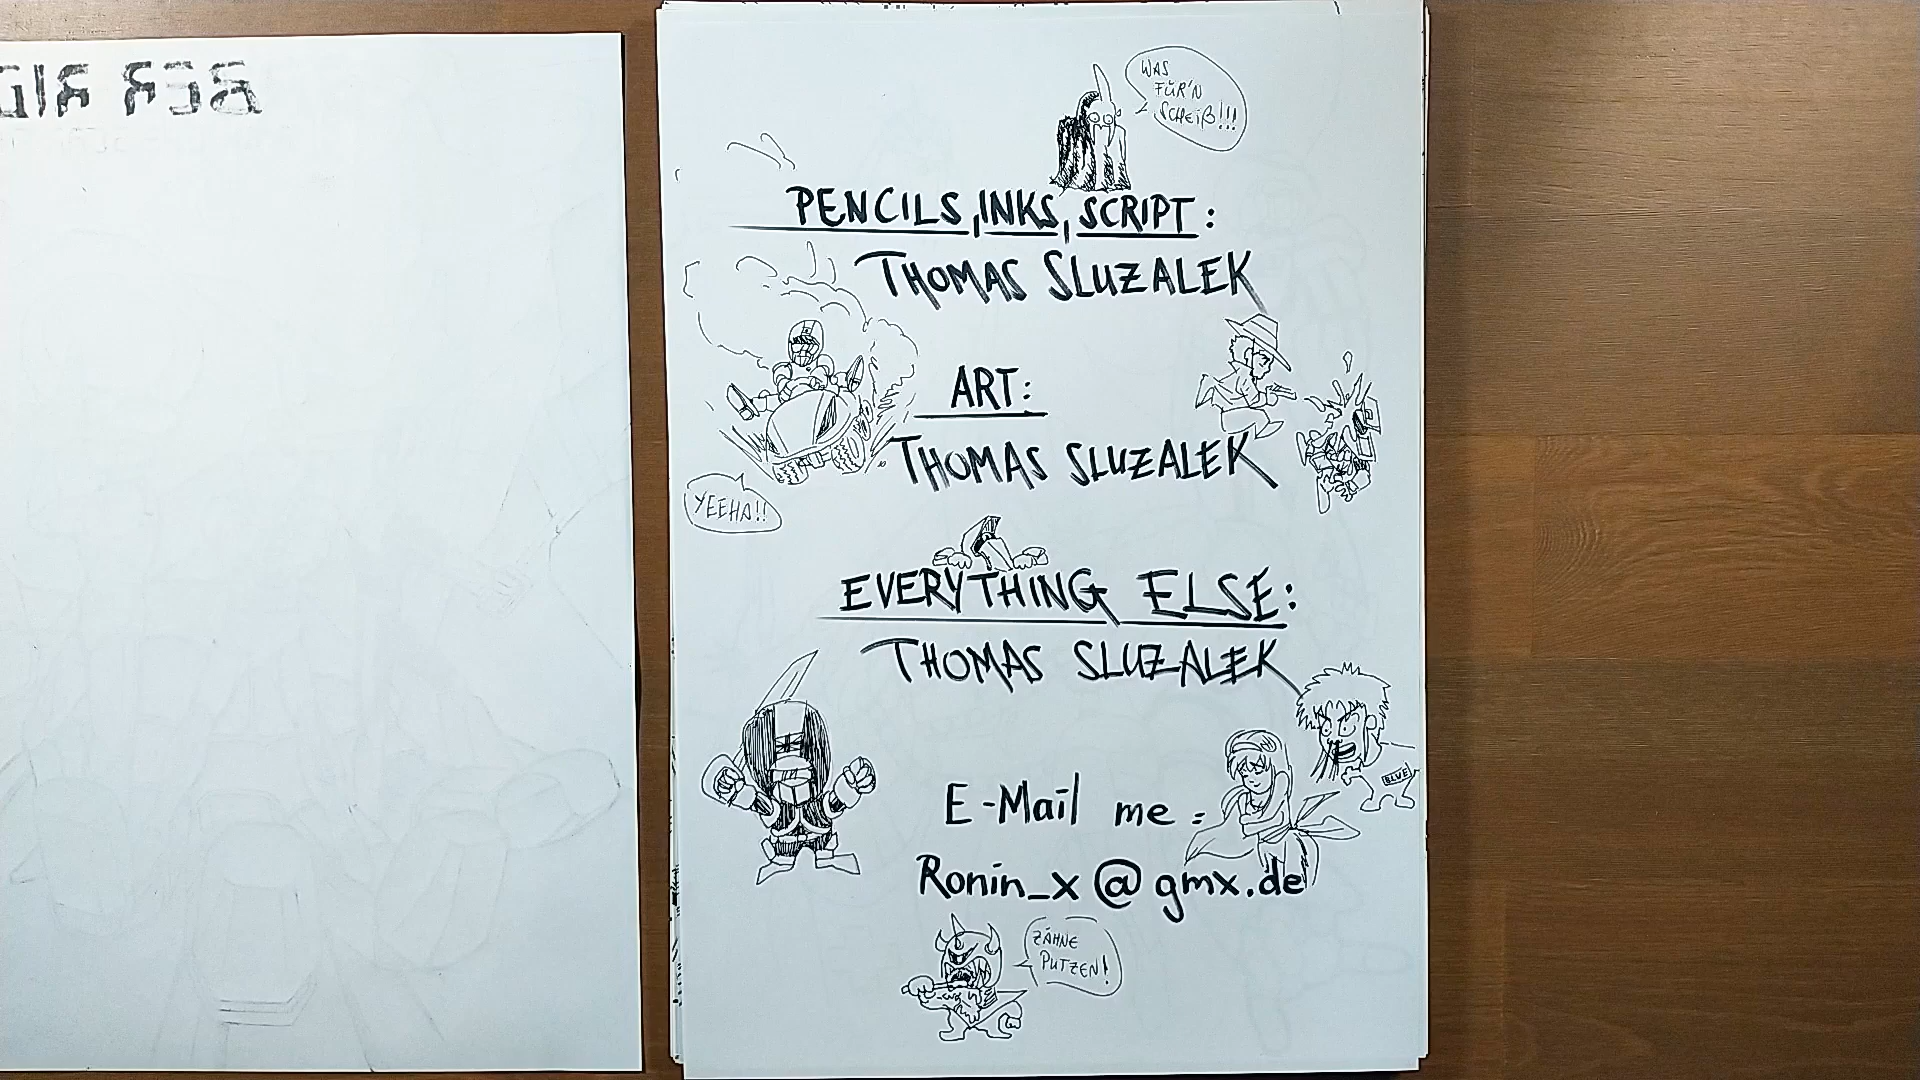 WAS
FÜR'N
SCHEIß!!!
PENCILS, INKS, SCRIPT:
THOMAS SLUZALEK
ART:
THOMAS SLUZALEK
YEEHA!!
EVERYTHING ELSE:
THOMAS SLUZALEK
BLVE
E-Mail me:
Ronin_x@gmx.de
ZÄHNE
PUTZEN!